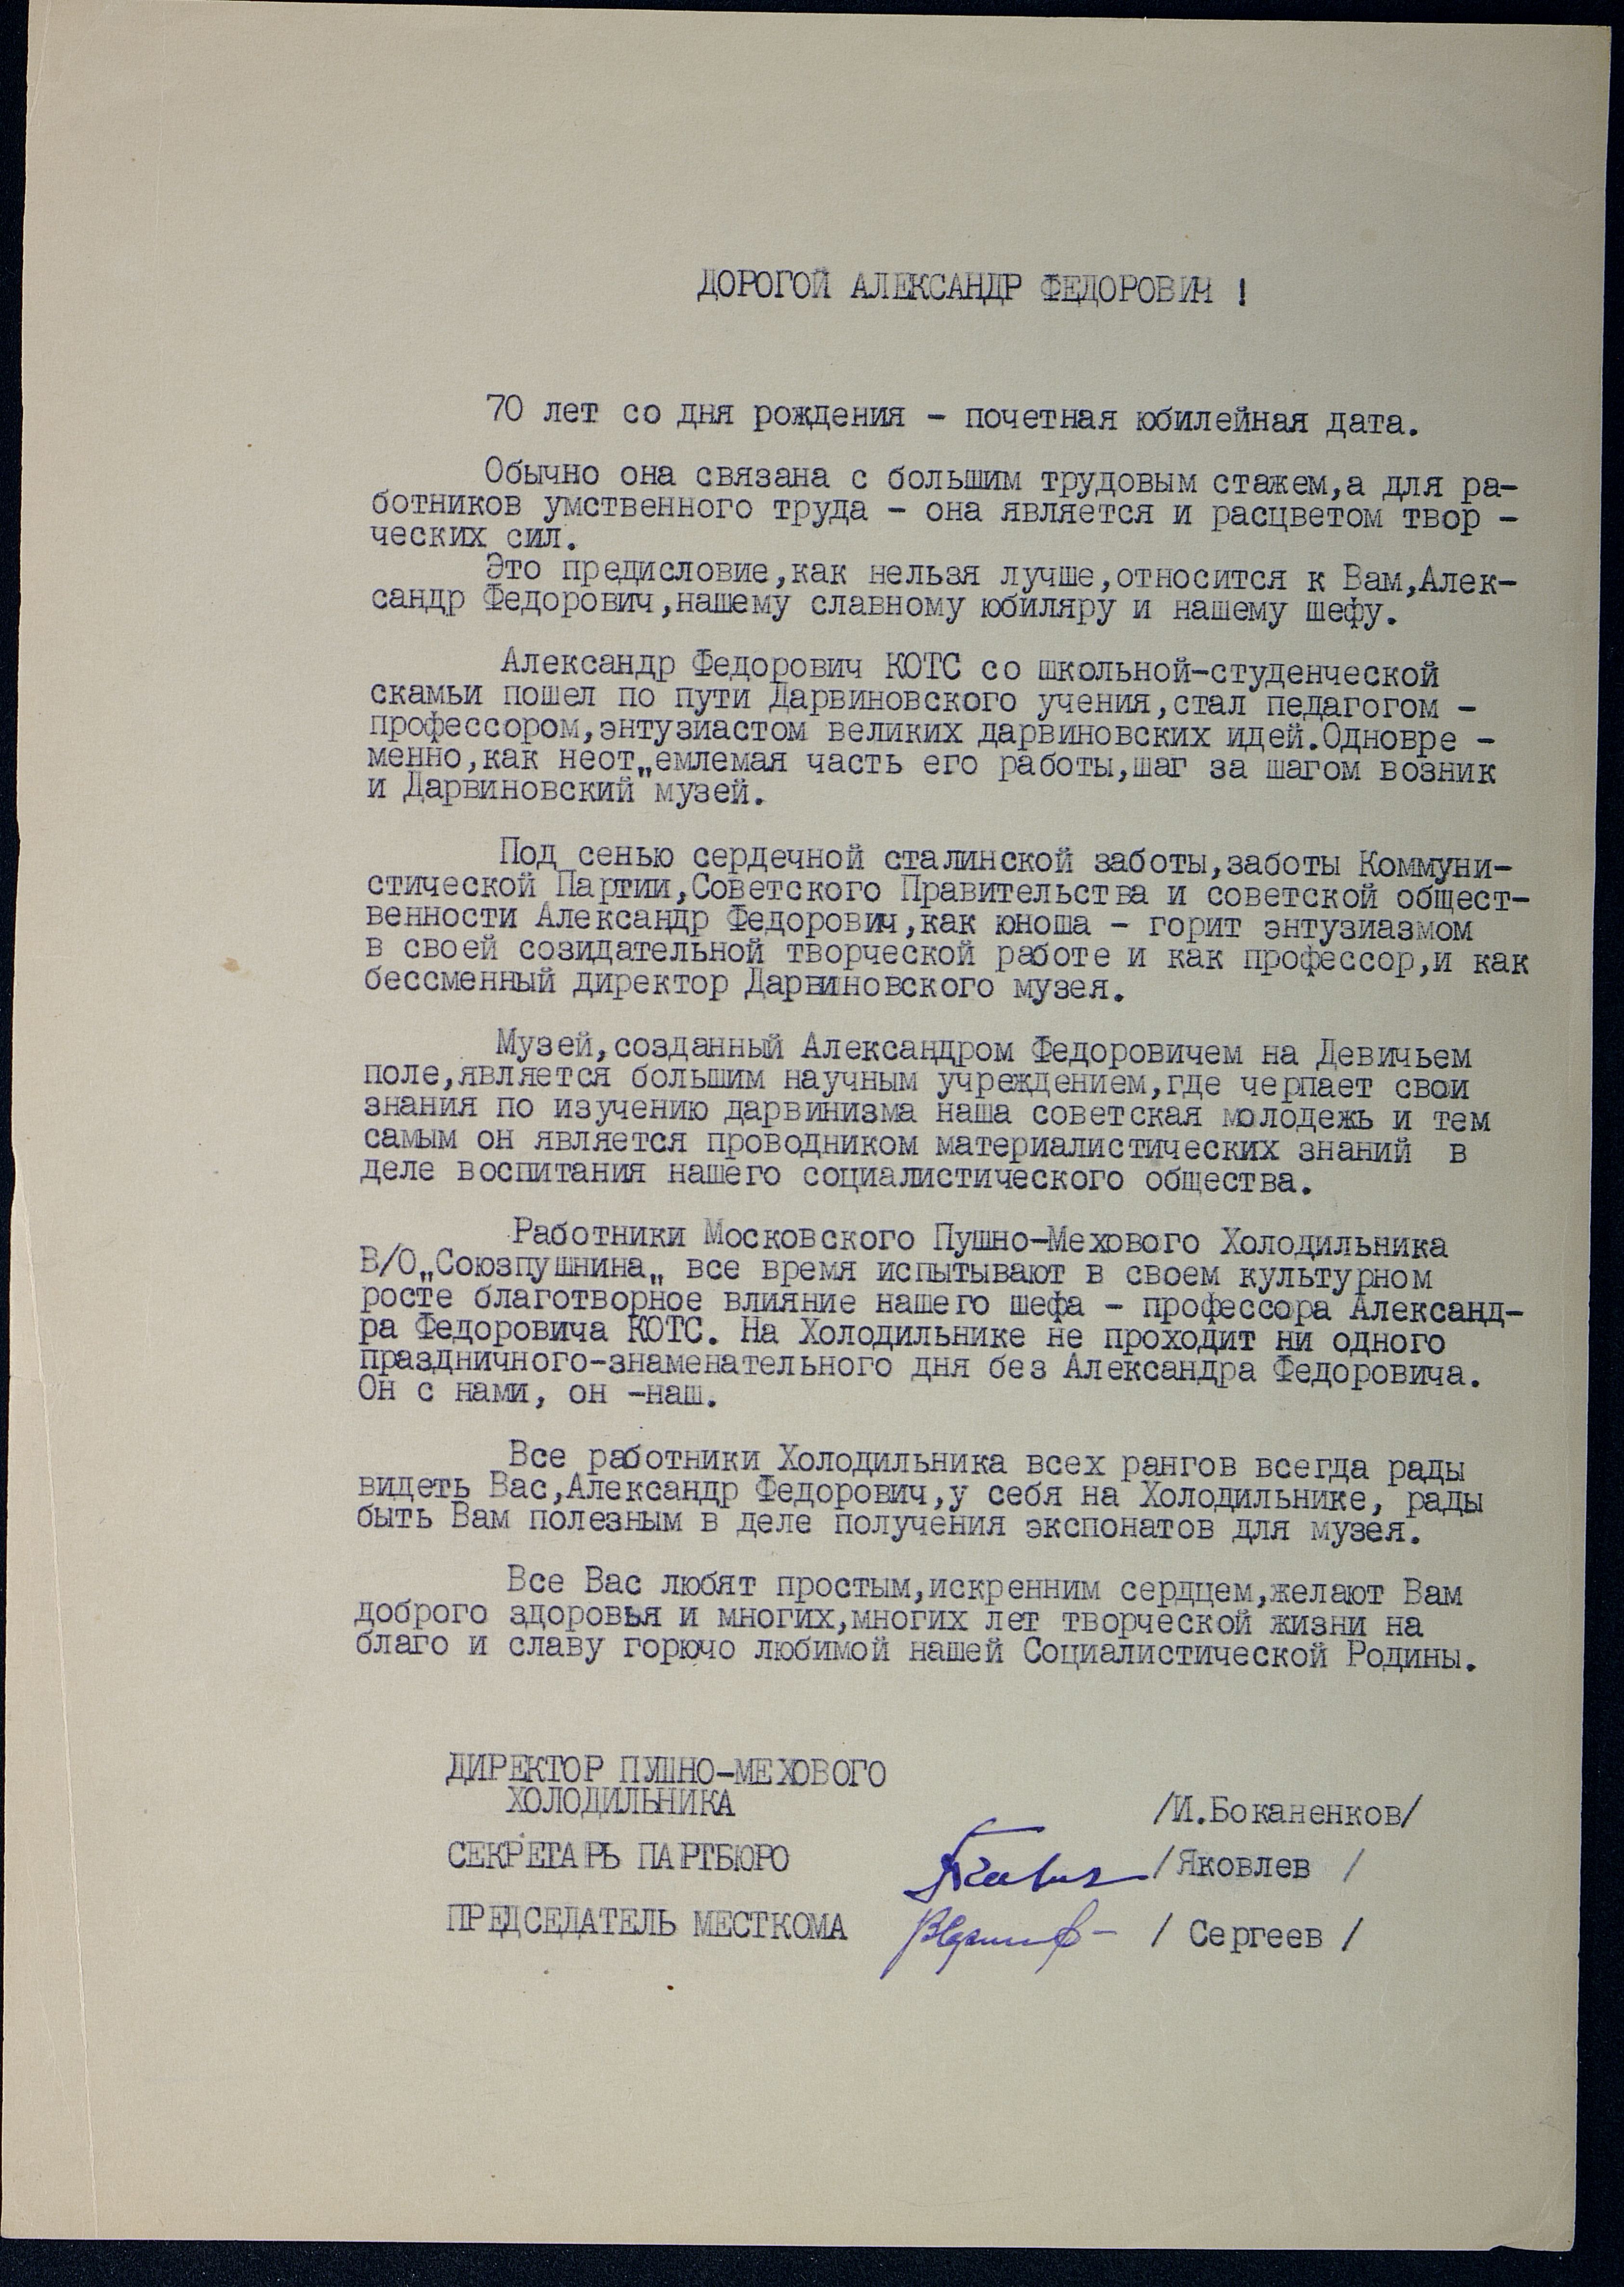 ДОРОГОЙ АЛЕКСАНДР ФЕДОРОВИЧ !
70 лет со дня рождения - почетная юбилейная дата.
Обычно она связана с большим трудовым стажем,а для ра-
ботников умственного труда - она является и расцветом твор -
ческих сил.
Это предисловие,как нельзя лучше,относится к Вам,Алек-
сандр Федорович,нашему славному юбиляру и нашему шефу.
Александр Федорович КОТС со школьной-студенческой
скамьи пошел по пути Дарвиновского учения,стал педагогом -
профессором,энтузиастом великих дарвиновских идей.Одновре -
менно,как неот„емлемая часть его работы,шаг за шагом возник
и Дарвиновский музей.
Под сенью сердечной сталинской заботы,заботы Коммуни-
стической Партии,Советского Правительства и советской общест-
венности Александр Федорович,как юноша - горит энтузиазмом
в своей созидательной творческой работе и как профессор,и как
бессменный директор Дарвиновского музея.
Музей,созданный Александром Федоровичем на Девичьем
поле,является большим научным учреждением,где черпает свои
знания по изучению дарвинизма наша советская молодежь и тем
самым он является проводником материалистических знаний в
деле воспитания нашего социалистического общества.
Работники Московского Пушно-Мехового Холодильника
В/О„Союзпушнина„ все время испытывают в своем культурном
росте благотворное влияние нашего шефа - профессора Александ-
ра Федоровича КОТС. На Холодильнике не проходит ни одного
праздничного-знаменательного дня без Александра Федоровича.
Он с нами, он -наш.
Все работники Холодильника всех рангов всегда рады
видеть Вас,Александр Федорович,у себя на Холодильнике, рады
быть Вам полезным в деле получения экспонатов для музея.
Все Вас любят простым,искренним сердцем,желают Вам
доброго здоровья и многих,многих лет творческой жизни на
благо и славу горючо любимой нашей Социалистической Родины.
ДИРЕКТОР ПУШНО-МЕХОВОГО
ХОЛОДИЛЬНИКА /И.Боканенков/
СЕКРЕТАРЬ ПАРТБЮРО /Яковлев /
ПРЕДСЕДАТЕЛЬ МЕСТКОМА / Сергеев /